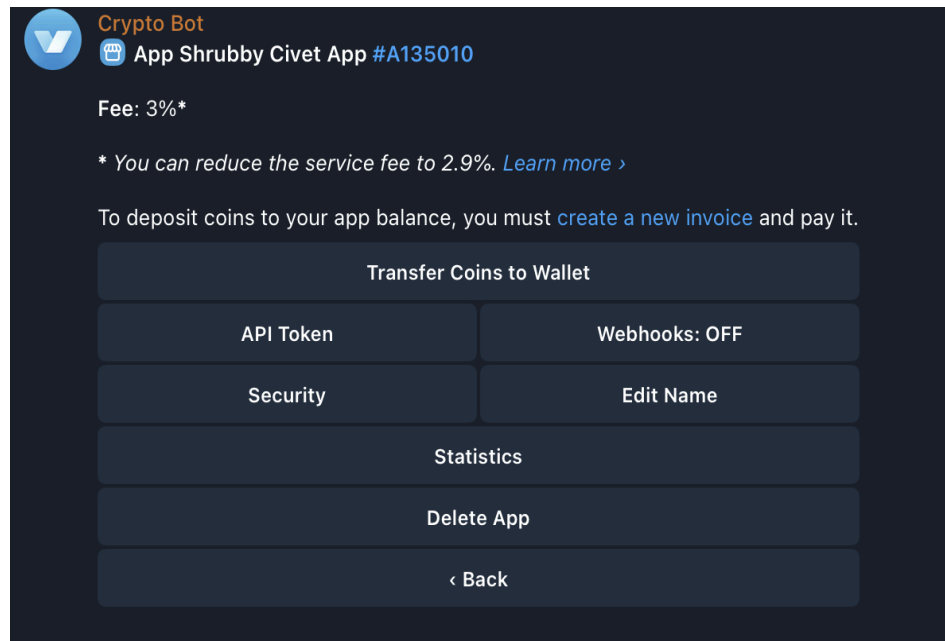 Crypto Bot
App Shrubby Civet App #A135010
Fee: 3%*
* You can reduce the service fee to 2.9%. Learn more ›
To deposit coins to your app balance, you must create a new invoice and pay it.
Transfer Coins to Wallet
API Token
Webhooks: OFF
Security
Edit Name
Statistics
Delete App
‹ Back